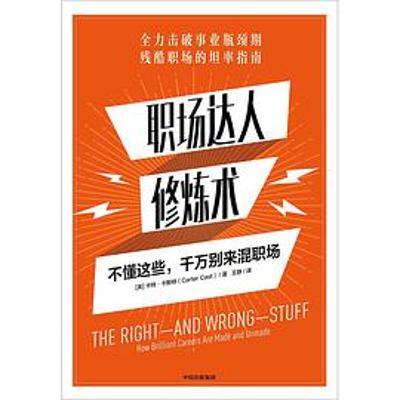 全力击破事业瓶颈期
残酷职场的坦率指南
职场达人
修炼术
不懂这些，千万别来混职场
[美] 卡特·卡斯特（Carter Cast）著 王静 译
THE RIGHT—AND WRONG—STUFF
How Brilliant Careers Are Made and Unmade
中信出版集团